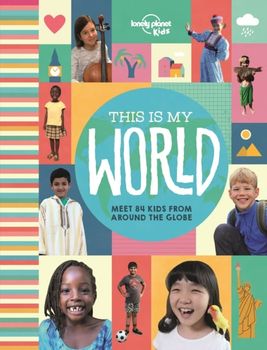 lonely planet
Kids
THIS IS MY
WORLD
MEET 84 KIDS FROM
AROUND THE GLOBE